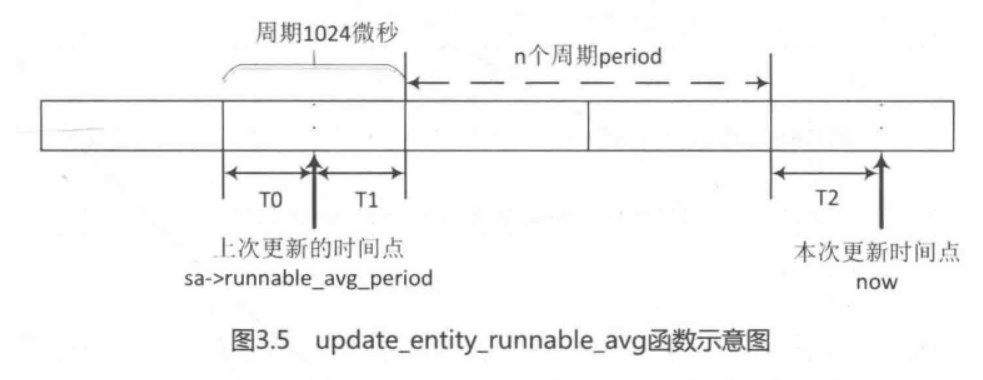 周期1024微秒
n个周期period
T0
T1
T2
上次更新的时间点
sa->runnable_avg_period
本次更新时间点
now
图3.5 update_entity_runnable_avg函数示意图